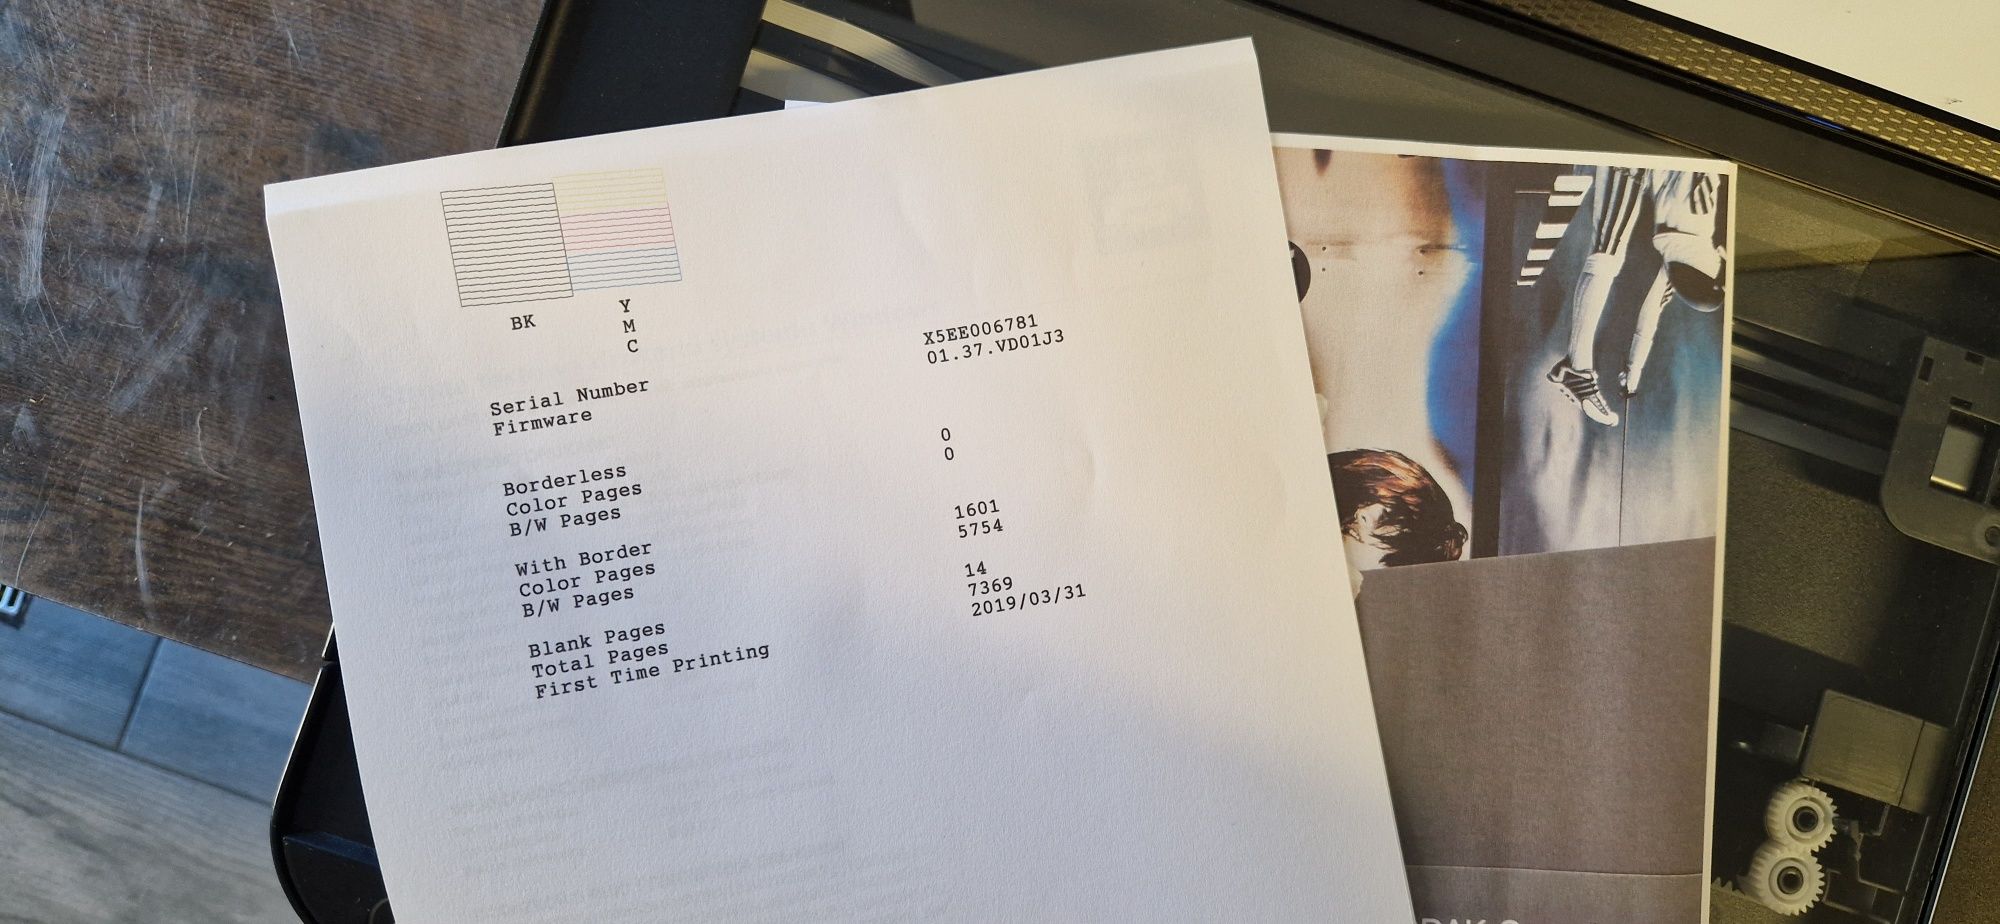 BK
Y
M
C
Serial Number X5EE006781
Firmware 01.37.VD01J3
Borderless
Color Pages 0
B/W Pages 0
With Border
Color Pages 1601
B/W Pages 5754
Blank Pages 14
Total Pages 7369
First Time Printing 2019/03/31